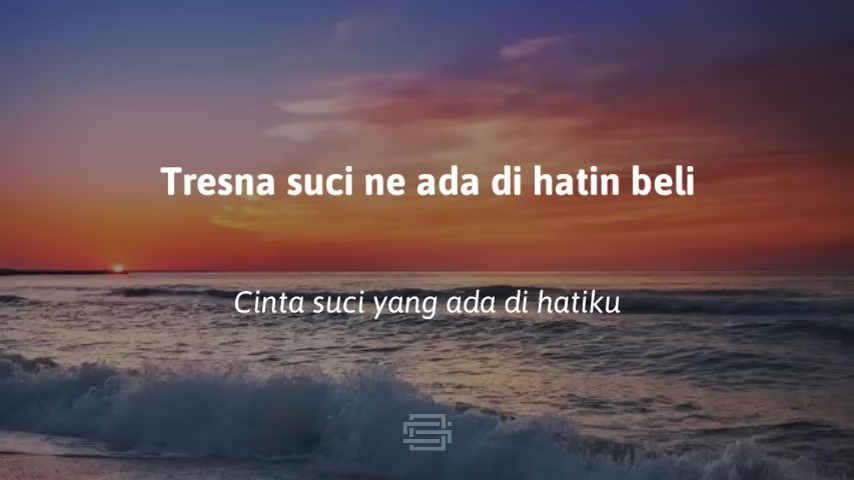 Tresna suci ne ada di hatin beli
Cinta suci yang ada di hatiku